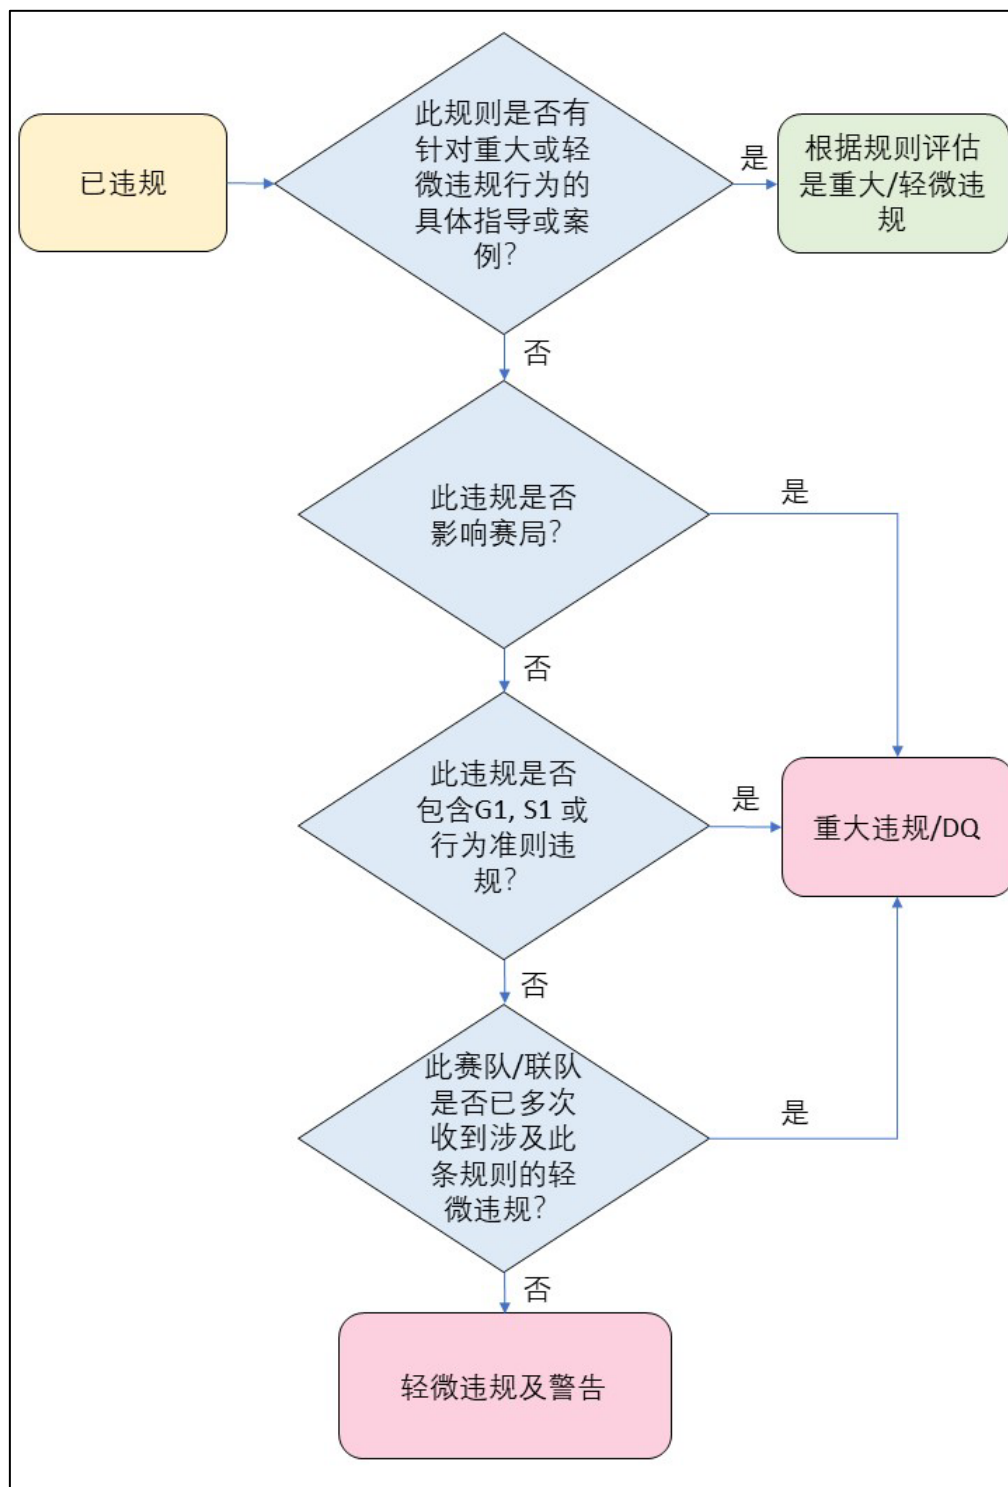 已违规
此规则是否有
针对重大或轻
微违规行为的
具体指导或案
例？
是
根据规则评估
是重大/轻微违
规
否
此违规是否
影响赛局？
是
否
此违规是否
包含G1, S1 或
行为准则违
规？
是
重大违规/DQ
否
此赛队/联队
是否已多次
收到涉及此
条规则的轻
微违规？
是
否
轻微违规及警告